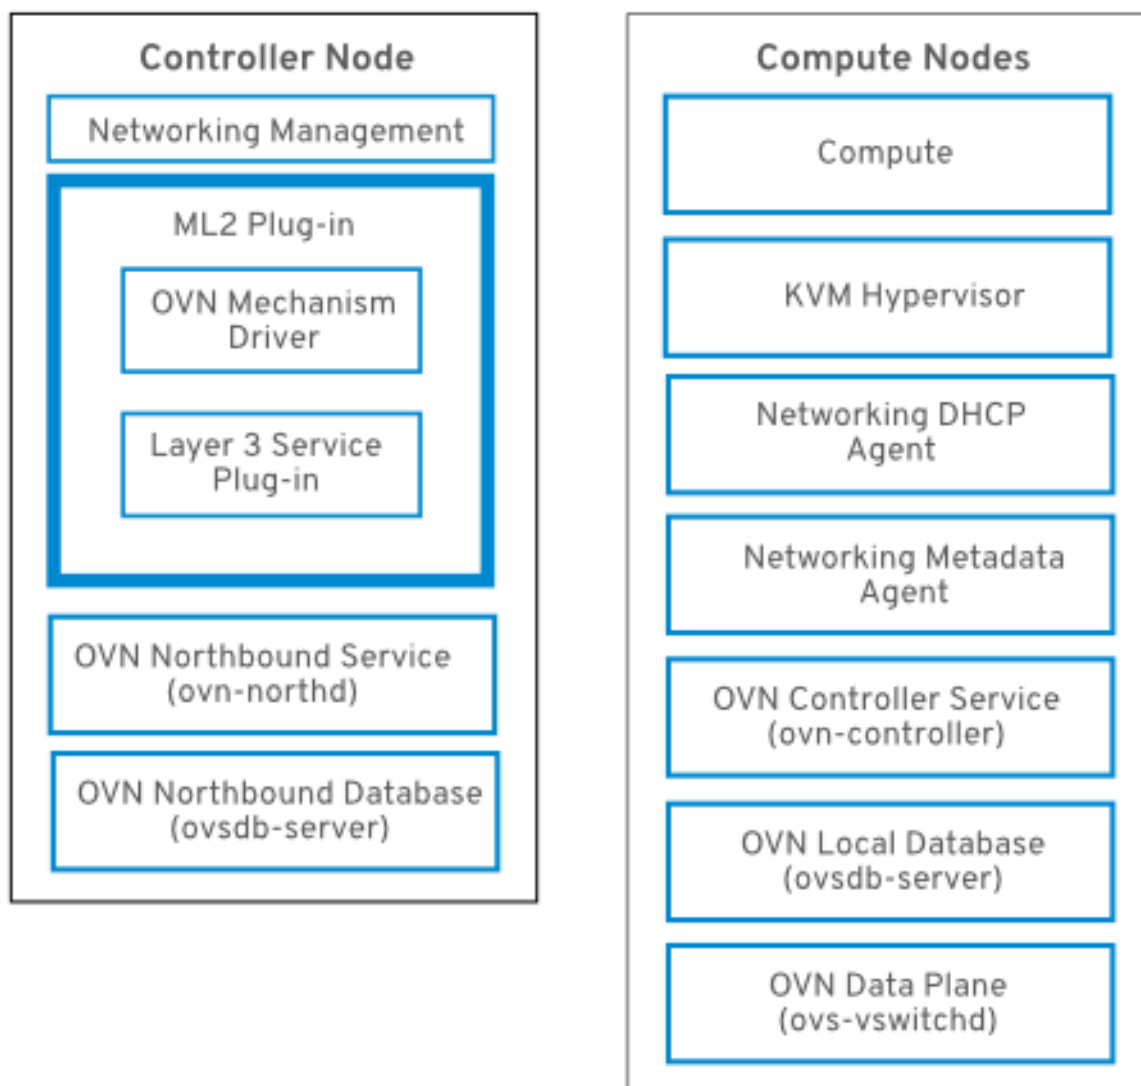 Controller Node
Networking Management
ML2 Plug-in
OVN Mechanism
Driver
Layer 3 Service
Plug-in
OVN Northbound Service
(ovn-northd)
OVN Northbound Database
(ovsdb-server)
Compute Nodes
Compute
KVM Hypervisor
Networking DHCP
Agent
Networking Metadata
Agent
OVN Controller Service
(ovn-controller)
OVN Local Database
(ovsdb-server)
OVN Data Plane
(ovs-vswitchd)